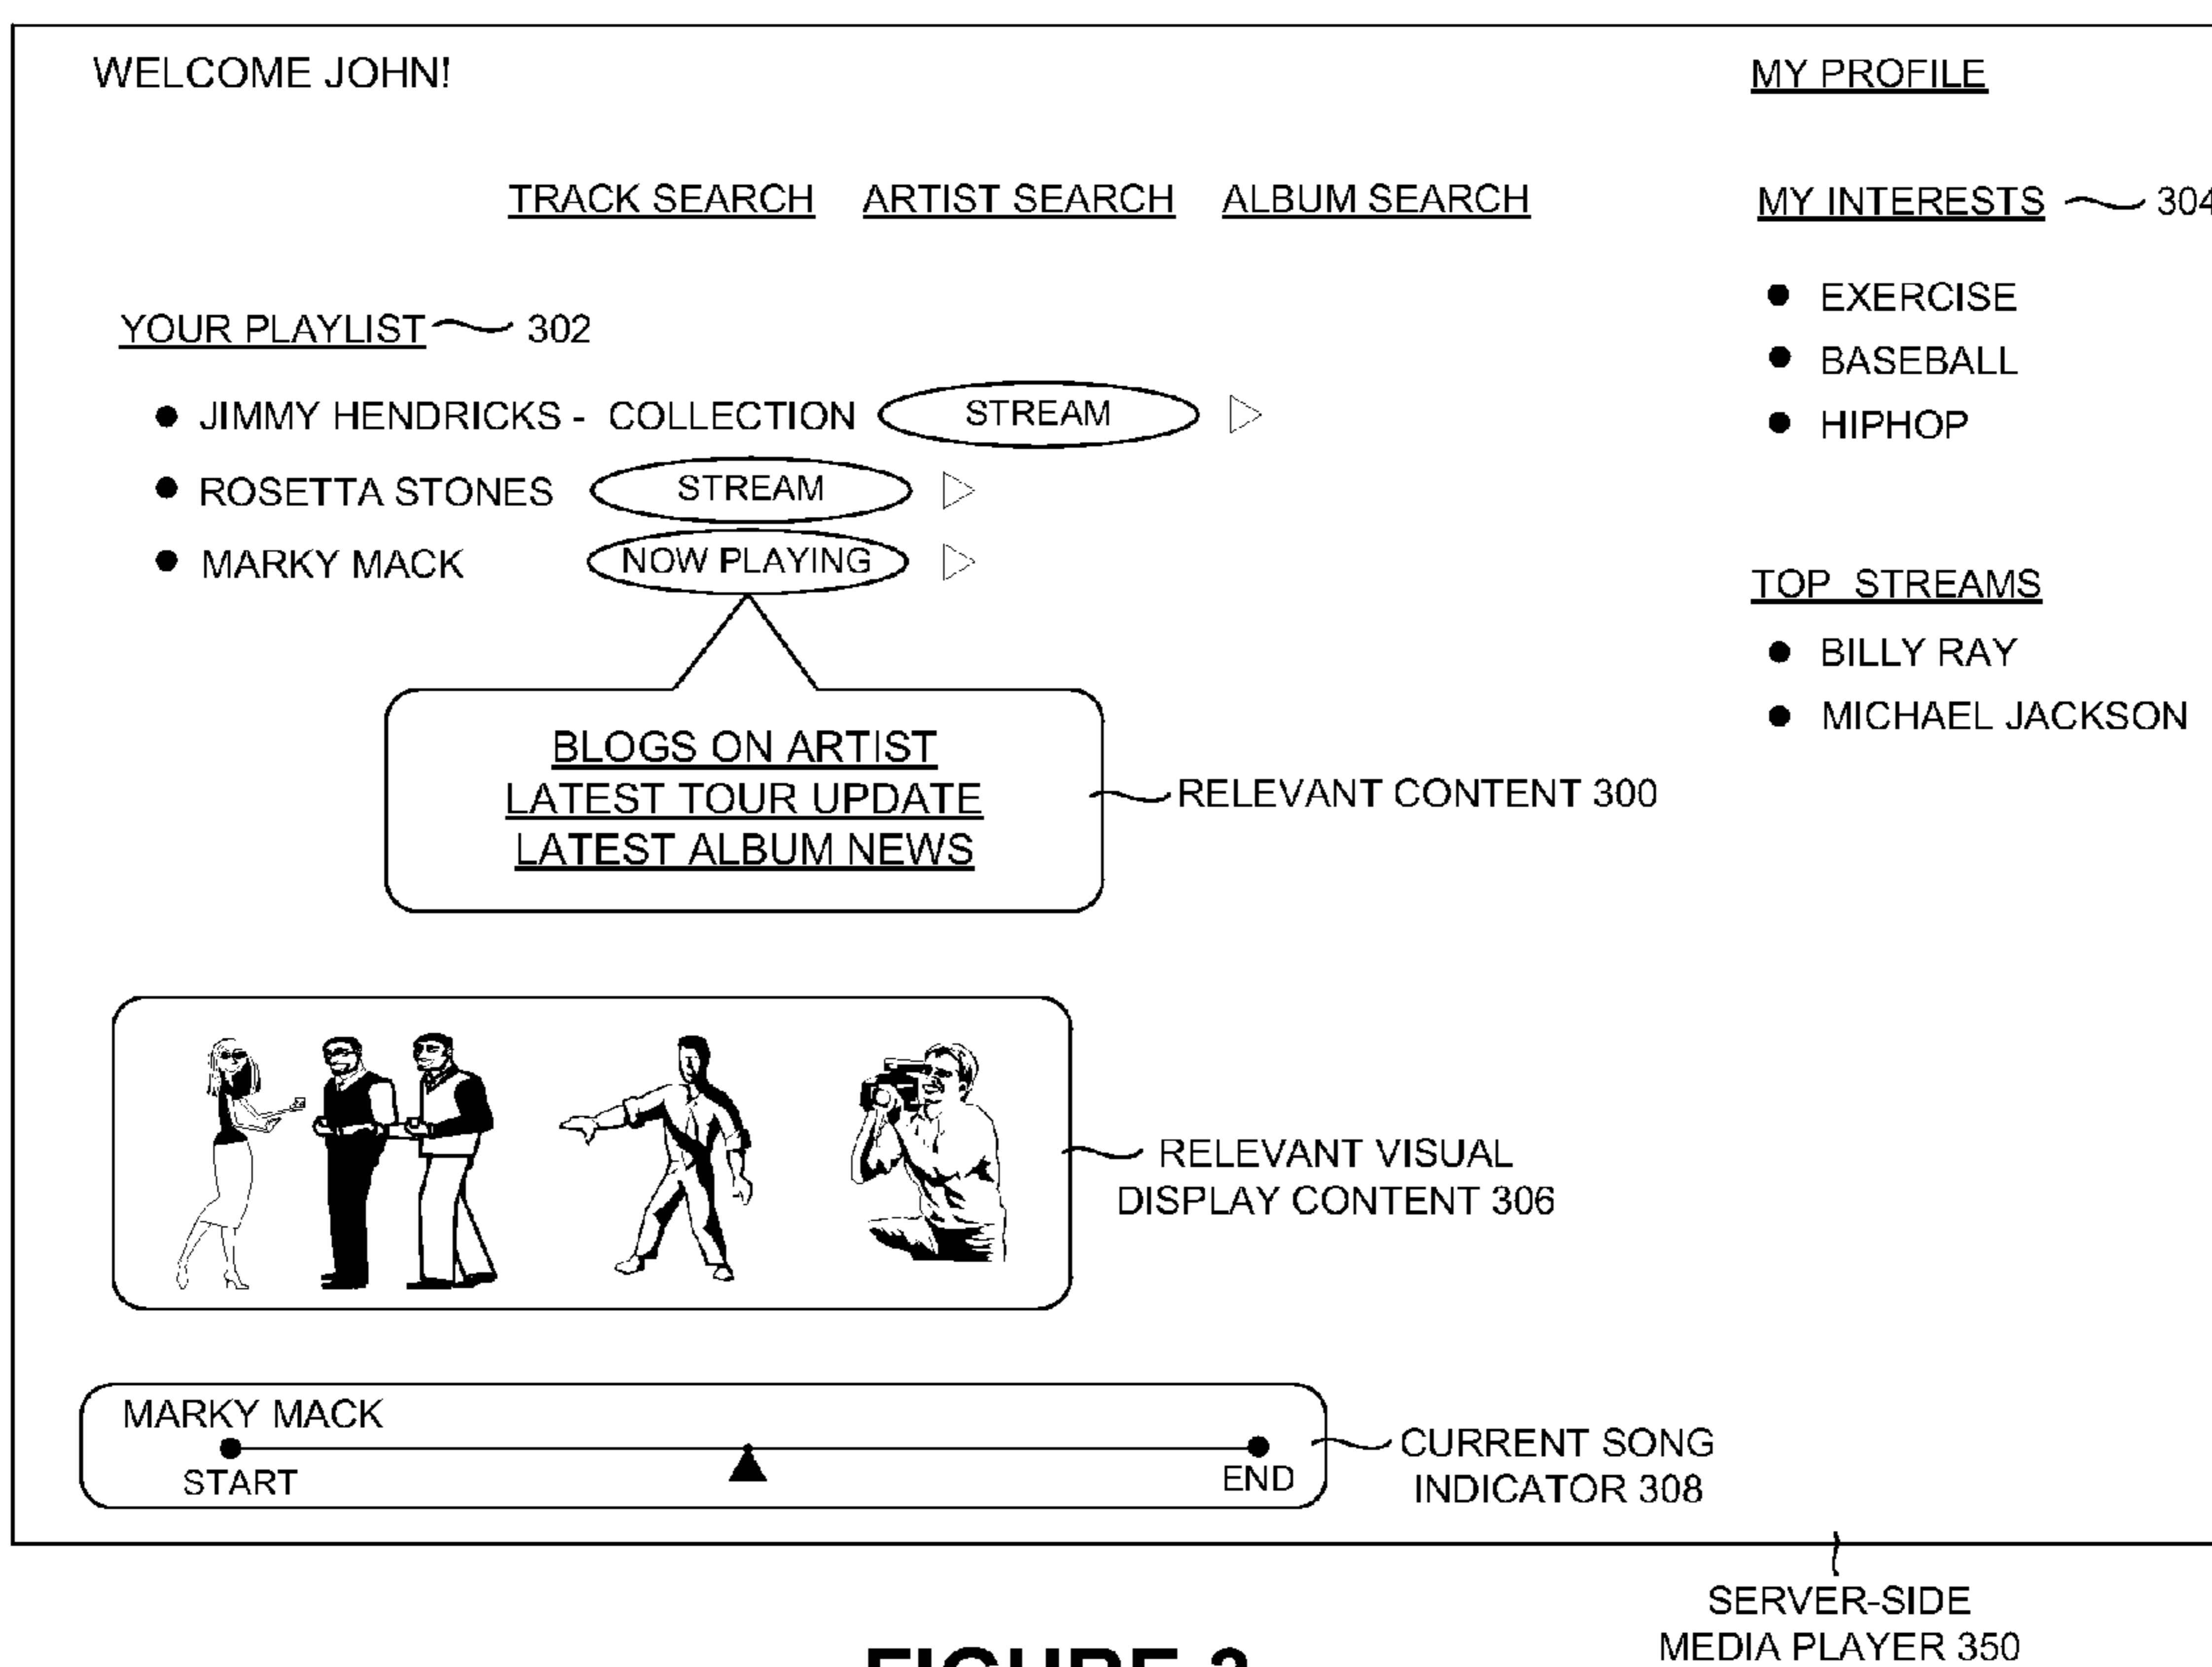 WELCOME JOHN!
MY PROFILE
TRACK SEARCH ARTIST SEARCH ALBUM SEARCH
MY INTERESTS 304
EXERCISE
BASEBALL
HIPHOP
YOUR PLAYLIST 302
JIMMY HENDRICKS - COLLECTION STREAM
ROSETTA STONES STREAM
MARKY MACK NOW PLAYING
TOP STREAMS
BILLY RAY
MICHAEL JACKSON
BLOGS ON ARTIST
LATEST TOUR UPDATE
LATEST ALBUM NEWS
RELEVANT CONTENT 300
RELEVANT VISUAL
DISPLAY CONTENT 306
MARKY MACK
START
END
CURRENT SONG
INDICATOR 308
SERVER-SIDE
MEDIA PLAYER 350
FIGURE 3